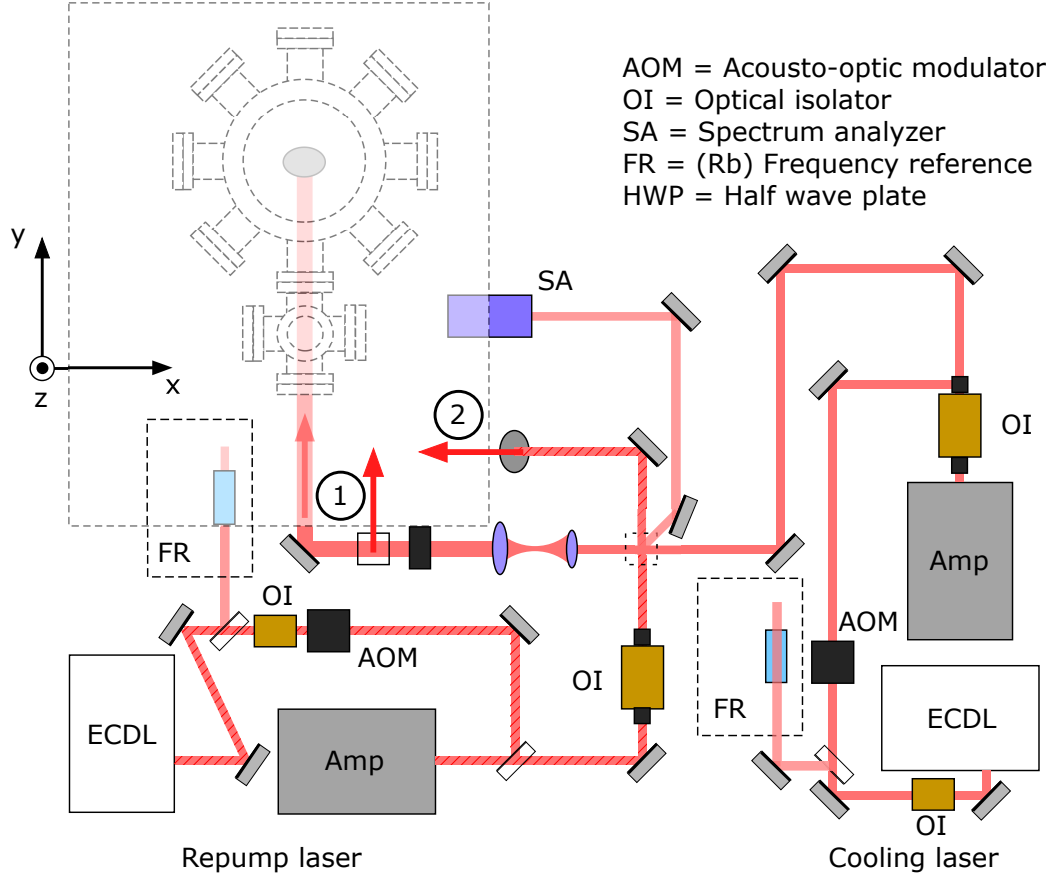 AOM = Acousto-optic modulator
OI = Optical isolator
SA = Spectrum analyzer
FR = (Rb) Frequency reference
HWP = Half wave plate
y
x
z
SA
2
1
OI
FR
Amp
OI
AOM
AOM
OI
ECDL
FR
ECDL
Amp
OI
Repump laser
Cooling laser